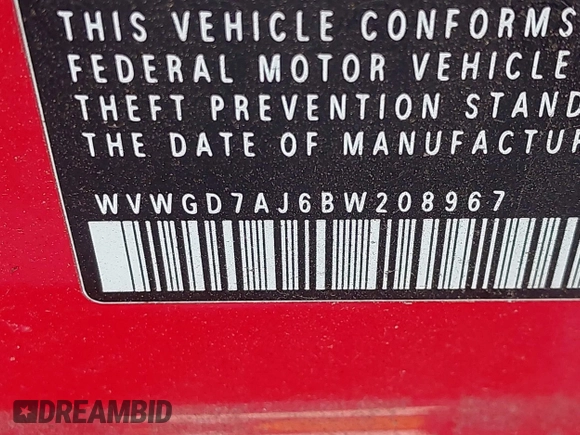 THIS VEHICLE CONFORMS
FEDERAL MOTOR VEHICLE
THEFT PREVENTION STAND
THE DATE OF MANUFACTUR
WVWGD7AJ6BW208967
DREAMBID